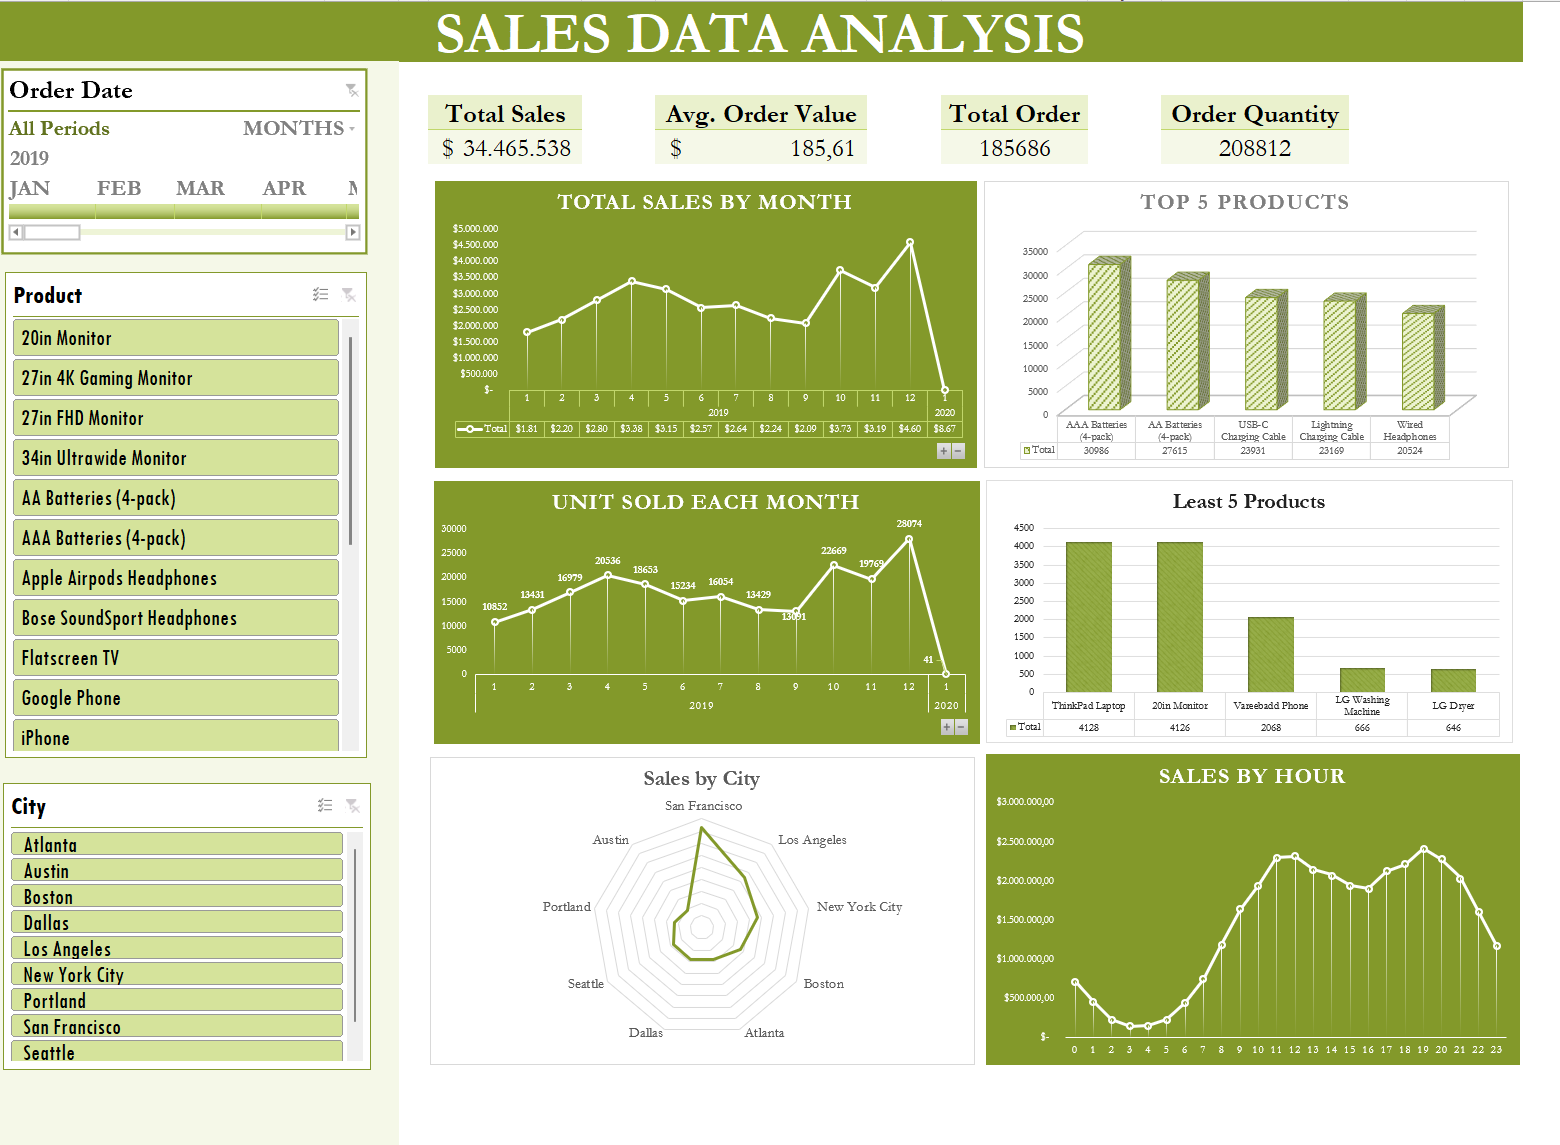 SALES DATA ANALYSIS
Order Date
All Periods MONTHS
2019
JAN FEB MAR APR
Product
20in Monitor
27in 4K Gaming Monitor
27in FHD Monitor
34in Ultrawide Monitor
AA Batteries (4-pack)
AAA Batteries (4-pack)
Apple Airpods Headphones
Bose SoundSport Headphones
Flatscreen TV
Google Phone
iPhone
City
Atlanta
Austin
Boston
Dallas
Los Angeles
New York City
Portland
San Francisco
Seattle
Total Sales
$ 34.465.538
Avg. Order Value
$ 185,61
Total Order
185686
Order Quantity
208812
TOTAL SALES BY MONTH
$5.000.000
$4.500.000
$4.000.000
$3.500.000
$3.000.000
$2.500.000
$2.000.000
$1.500.000
$1.000.000
$500.000
$-
1 2 3 4 5 6 7 8 9 10 11 12 1
2019 2020
Total $1.81 $2.20 $2.80 $3.38 $3.15 $2.57 $2.64 $2.24 $2.09 $3.73 $3.19 $4.60 $8.67
TOP 5 PRODUCTS
35000
30000
25000
20000
15000
10000
5000
0
AAA Batteries (4-pack)
AA Batteries (4-pack)
USB-C Charging Cable
Lightning Charging Cable
Wired Headphones
Total 30986 27615 23931 23169 20524
UNIT SOLD EACH MONTH
30000
25000
20000
15000
10000
5000
0
10852 13431 16979 20536 18653 15234 16054 13429 13091 22669 19769 28074 41
1 2 3 4 5 6 7 8 9 10 11 12 1
2019 2020
Least 5 Products
4500
4000
3500
3000
2500
2000
1500
1000
500
0
ThinkPad Laptop
20in Monitor
Vareebadd Phone
LG Washing Machine
LG Dryer
Total 4128 4126 2068 666 646
Sales by City
San Francisco
Los Angeles
New York City
Boston
Atlanta
Dallas
Seattle
Portland
Austin
SALES BY HOUR
$3.000.000,00
$2.500.000,00
$2.000.000,00
$1.500.000,00
$1.000.000,00
$500.000,00
$-
0 1 2 3 4 5 6 7 8 9 10 11 12 13 14 15 16 17 18 19 20 21 22 23